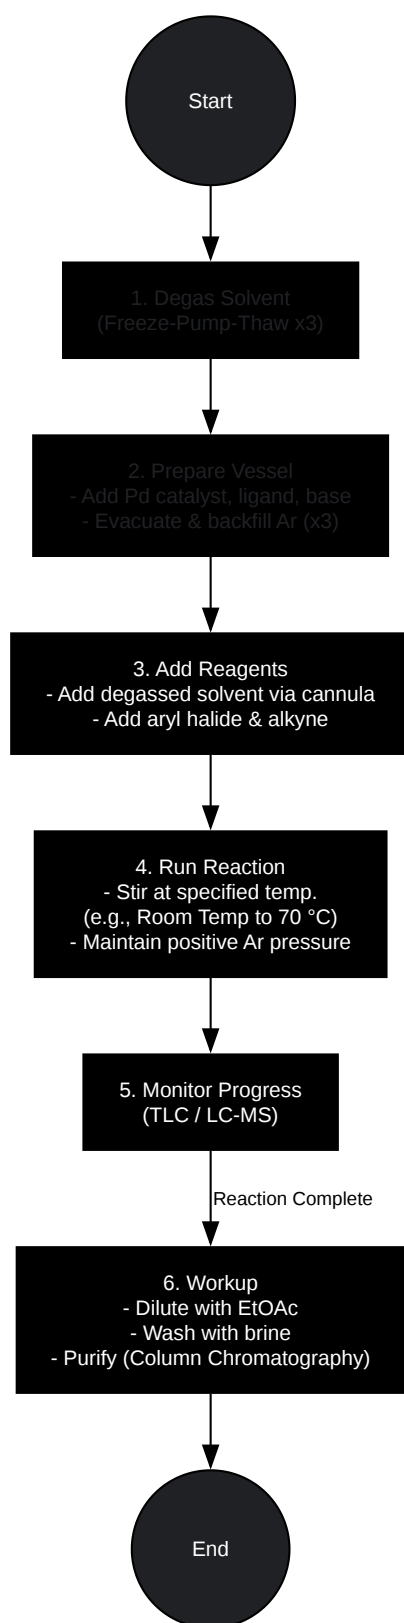 Start
1. Degas Solvent
(Freeze-Pump-Thaw x3)
2. Prepare Vessel
- Add Pd catalyst, ligand, base
- Evacuate & backfill Ar (x3)
3. Add Reagents
- Add degassed solvent via cannula
- Add aryl halide & alkyne
4. Run Reaction
- Stir at specified temp.
(e.g., Room Temp to 70 °C)
- Maintain positive Ar pressure
5. Monitor Progress
(TLC / LC-MS)
Reaction Complete
6. Workup
- Dilute with EtOAc
- Wash with brine
- Purify (Column Chromatography)
End